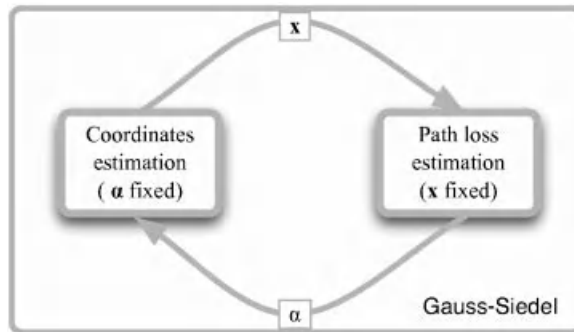 x
Coordinates
estimation
( α fixed)
Path loss
estimation
(x fixed)
α
Gauss-Siedel